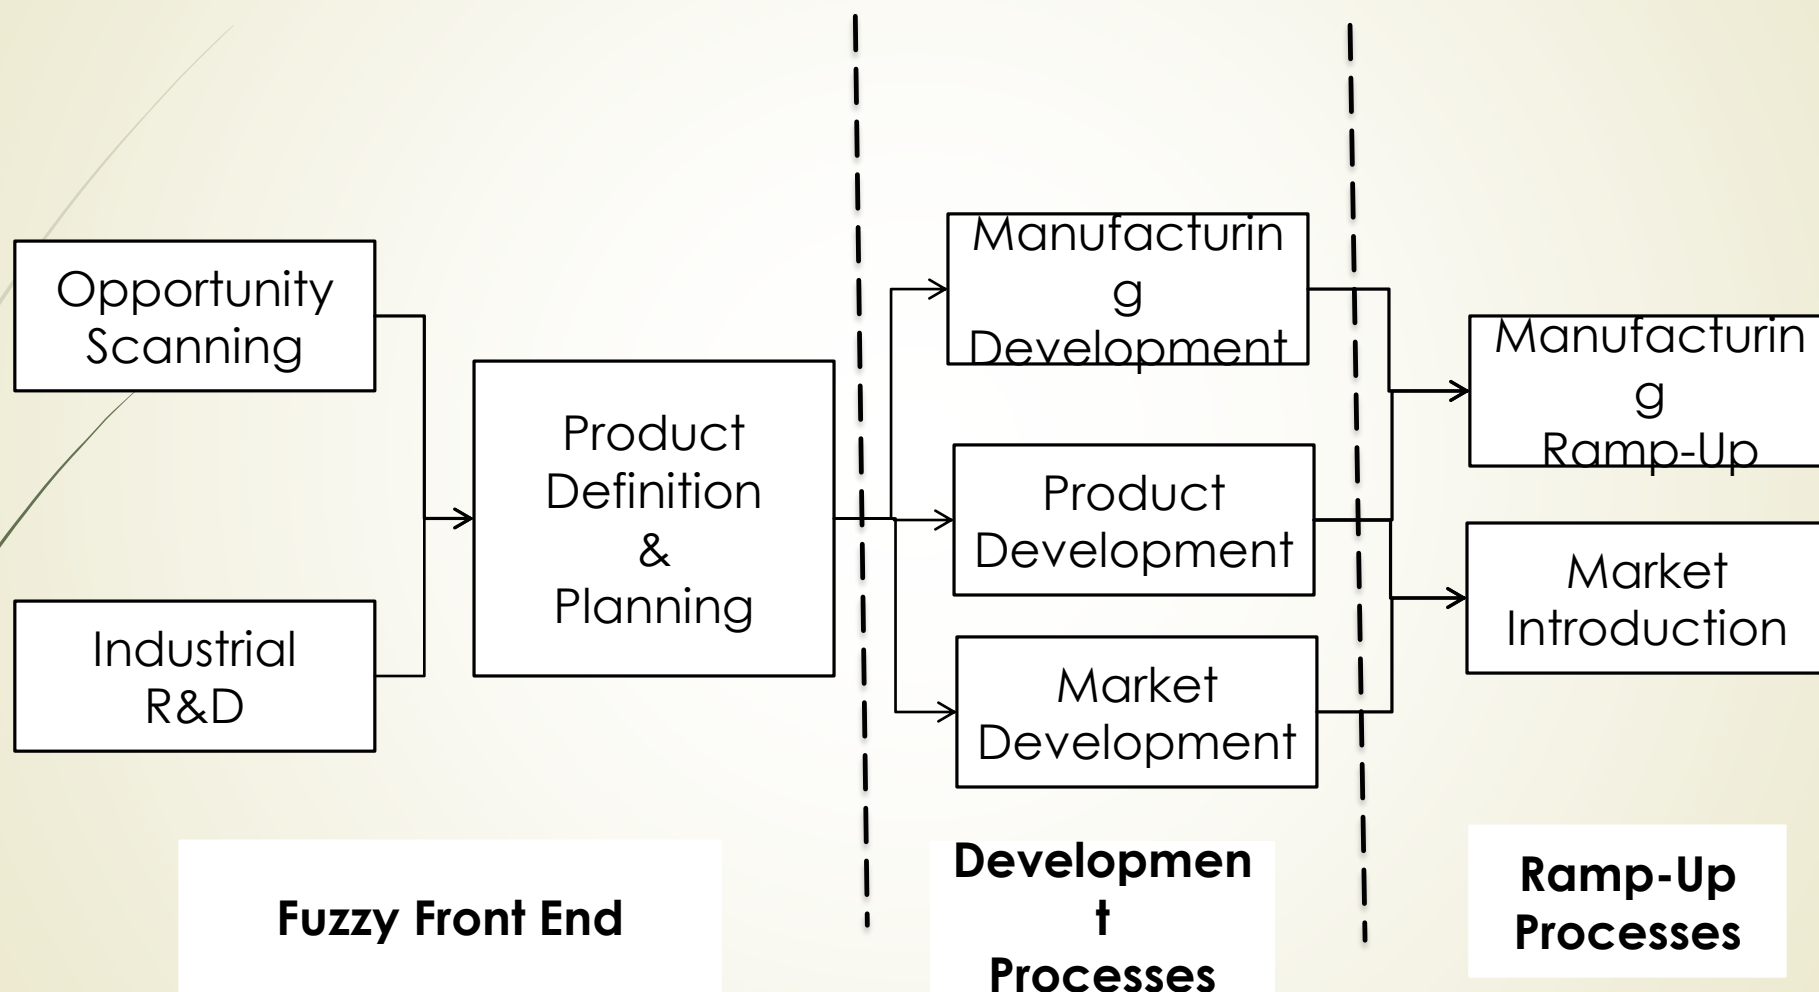 Opportunity
Scanning
Industrial
R&D
Product
Definition
&
Planning
Manufacturin
g
Development
Product
Development
Market
Development
Manufacturin
g
Ramp-Up
Market
Introduction
Fuzzy Front End
Developmen
t
Processes
Ramp-Up
Processes